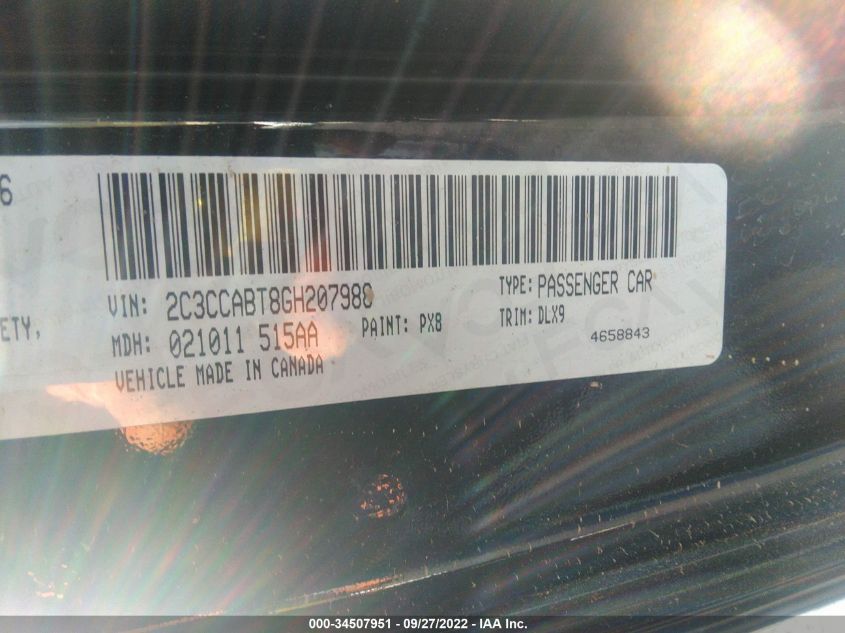 6
VIN: 2C3CCABT8GH207988 TYPE: PASSENGER CAR
ETY,
MDH: 021011 515AA PAINT: PX8 TRIM: DLX9
VEHICLE MADE IN CANADA 4658843
000-34507951 - 09/27/2022 - IAA Inc.